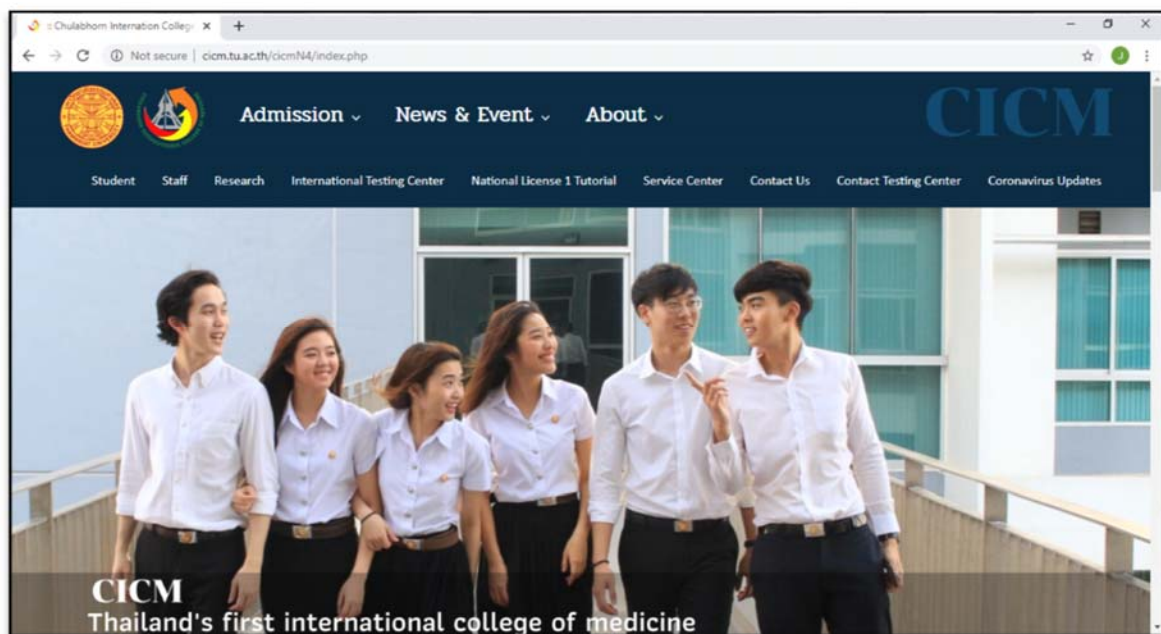 :: Chulabhorn Internation Colleg
Not secure | cicm.tu.ac.th/cicmN4/index.php
J
Admission News & Event About
CICM
Student Staff Research International Testing Center National License 1 Tutorial Service Center Contact Us Contact Testing Center Coronavirus Updates
CICM
Thailand's first international college of medicine